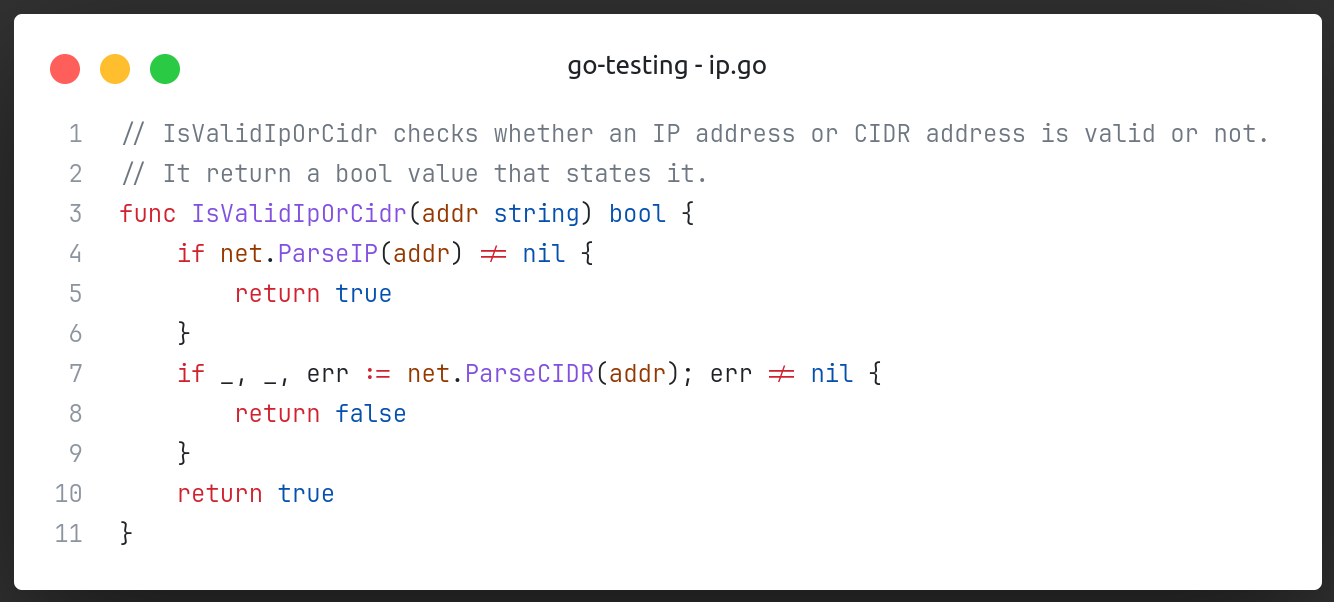 go-testing - ip.go
1 // IsValidIpOrCidr checks whether an IP address or CIDR address is valid or not.
2 // It return a bool value that states it.
3 func IsValidIpOrCidr(addr string) bool {
4     if net.ParseIP(addr) != nil {
5         return true
6     }
7     if _, _, err := net.ParseCIDR(addr); err != nil {
8         return false
9     }
10     return true
11 }